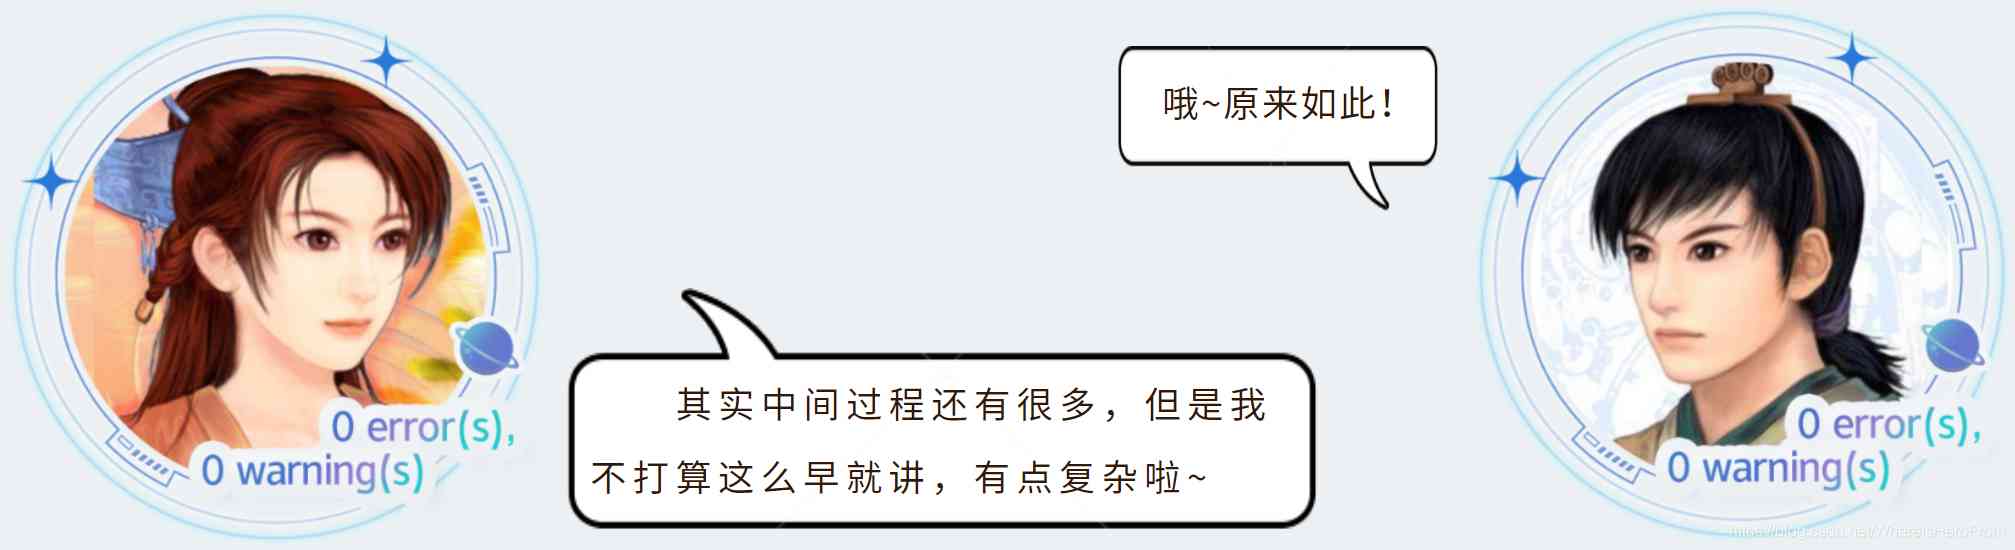 哦~原来如此!
其实中间过程还有很多，但是我
不打算这么早就讲，有点复杂啦~
0 error(s),
0 warning(s)
0 error(s),
0 warning(s)
https://blog.csdn.net/WhereIsHeroFrom